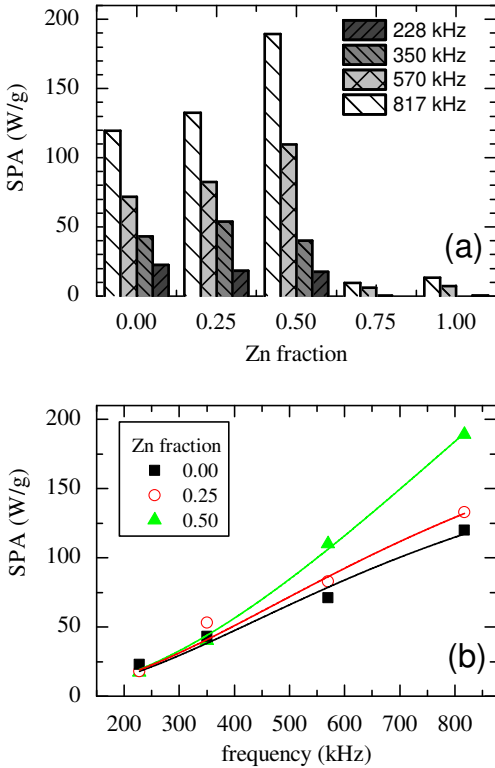 200
150
100
50
0
SPA (W/g)
228 kHz
350 kHz
570 kHz
817 kHz
(a)
0.00 0.25 0.50 0.75 1.00
Zn fraction
200
150
100
50
0
SPA (W/g)
Zn fraction
0.00
0.25
0.50
(b)
200 300 400 500 600 700 800
frequency (kHz)